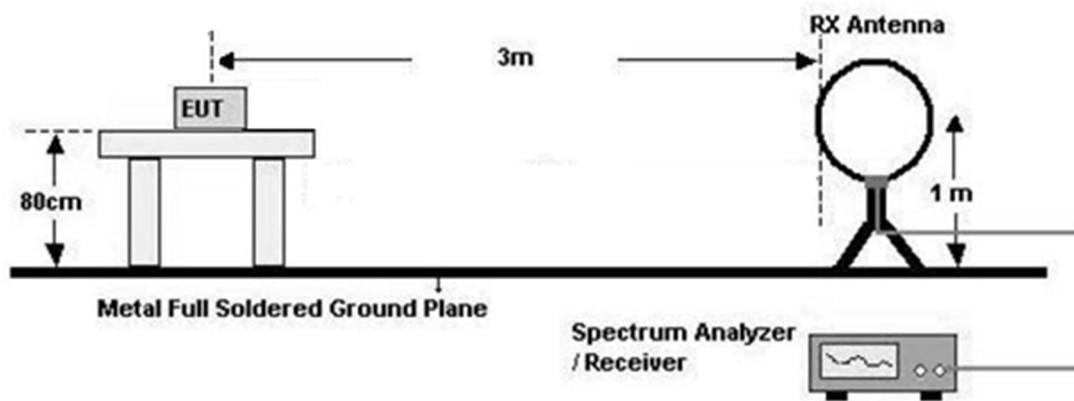 RX Antenna
3m
EUT
80cm
1 m
Metal Full Soldered Ground Plane
Spectrum Analyzer
/ Receiver